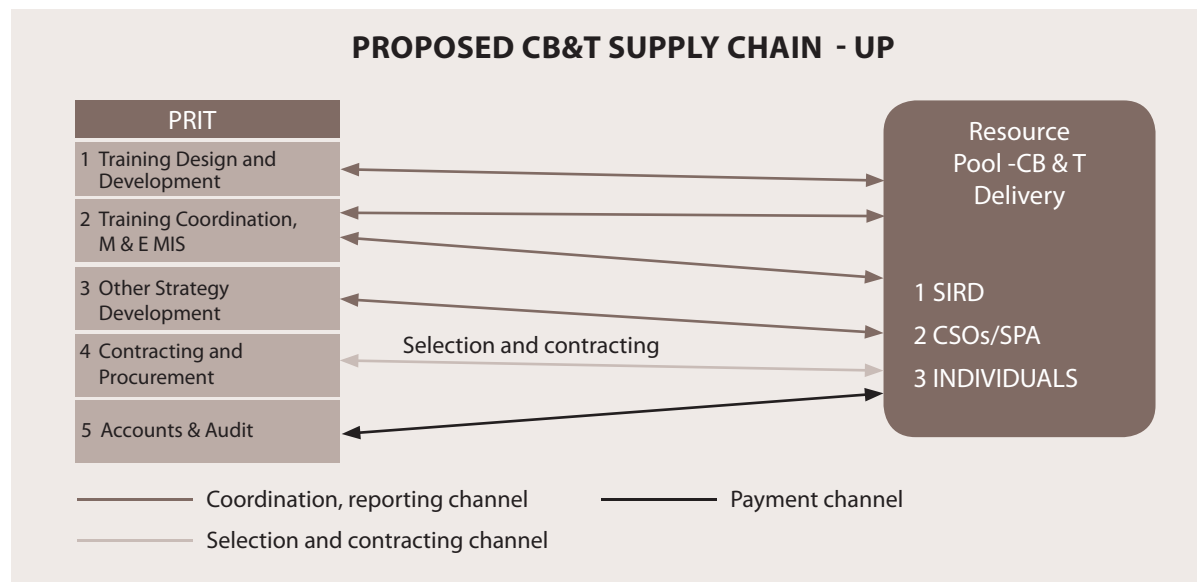 PROPOSED CB&T SUPPLY CHAIN - UP
PRIT
1 Training Design and
Development
2 Training Coordination,
M & E MIS
3 Other Strategy
Development
4 Contracting and
Procurement
5 Accounts & Audit
Selection and contracting
Resource
Pool -CB & T
Delivery
1 SIRD
2 CSOs/SPA
3 INDIVIDUALS
Coordination, reporting channel
Payment channel
Selection and contracting channel